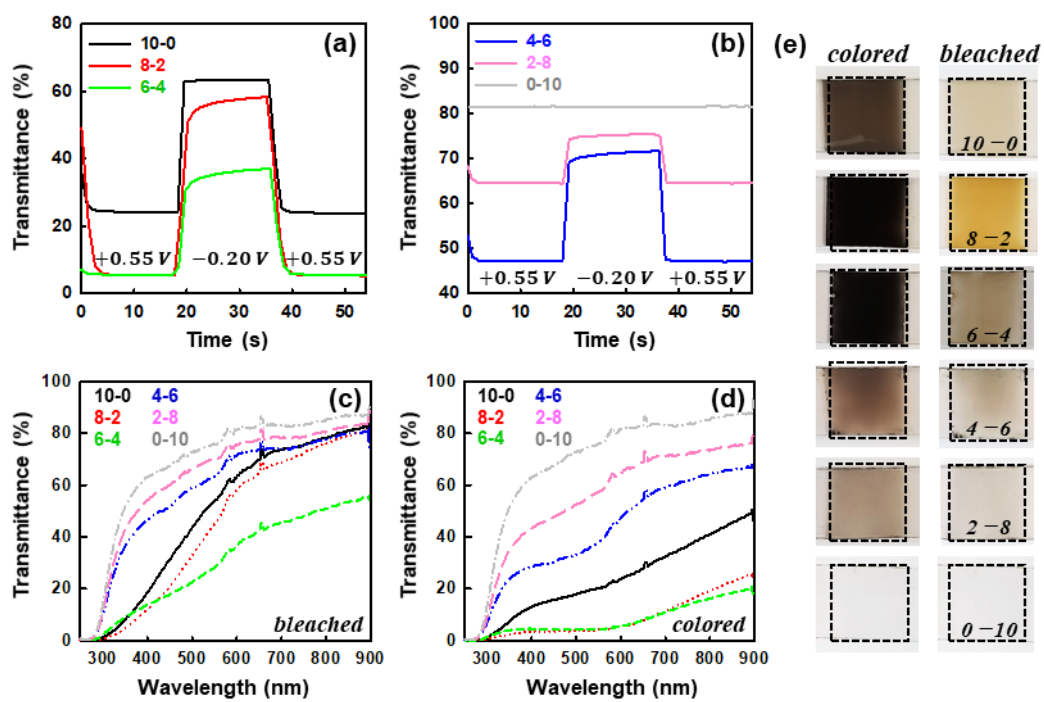 (a)
10-0
8-2
6-4
80
60
40
20
0
Transmittance (%)
+0.55 V
−0.20 V
+0.55 V
0 10 20 30 40 50
Time (s)
(b)
4-6
2-8
0-10
100
90
80
70
60
50
40
Transmittance (%)
+0.55 V
−0.20 V
+0.55 V
0 10 20 30 40 50
Time (s)
(c)
10-0 4-6
8-2 2-8
6-4 0-10
100
80
60
40
20
0
Transmittance (%)
bleached
300 400 500 600 700 800 900
Wavelength (nm)
(d)
10-0 4-6
8-2 2-8
6-4 0-10
100
80
60
40
20
0
Transmittance (%)
colored
300 400 500 600 700 800 900
Wavelength (nm)
(e)
colored bleached
10−0
8−2
6−4
4−6
2−8
0−10